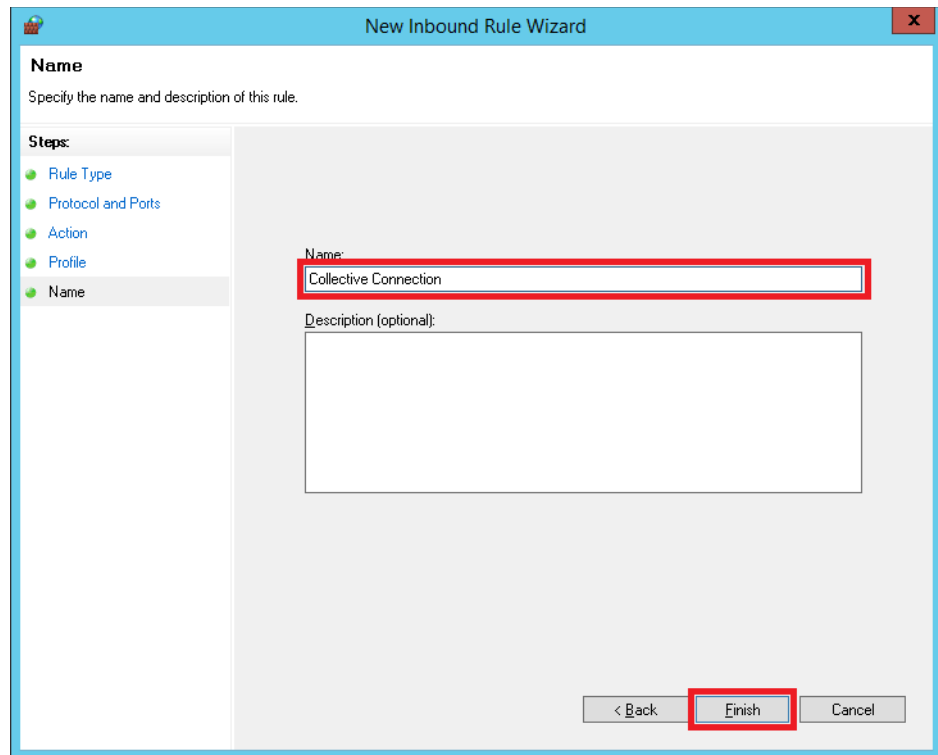 New Inbound Rule Wizard
x
Name
Specify the name and description of this rule.
Steps:
Rule Type
Protocol and Ports
Action
Profile
Name
Name:
Collective Connection
Description (optional):
< Back
Finish
Cancel